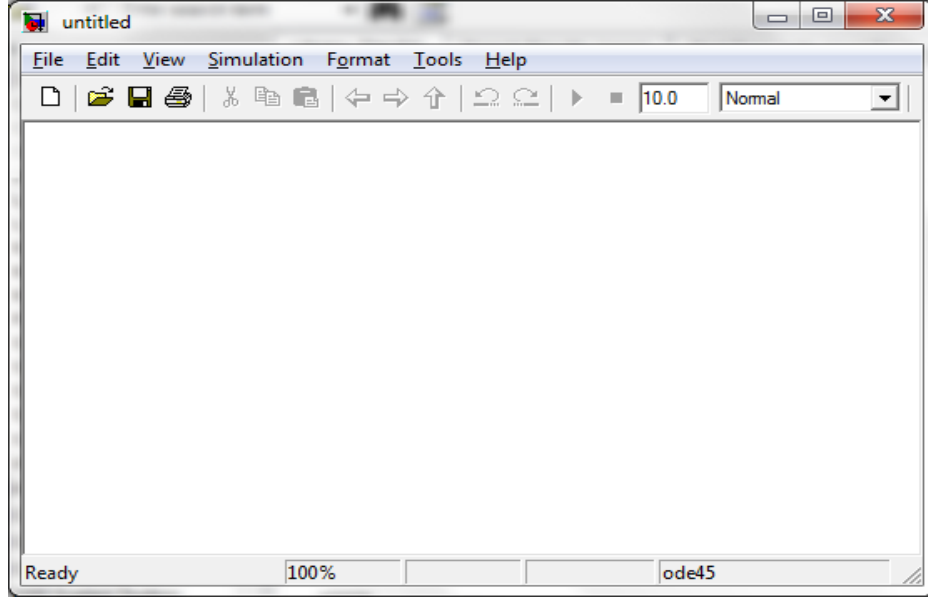 untitled
File Edit View Simulation Format Tools Help
10.0 Normal
Ready 100% ode45